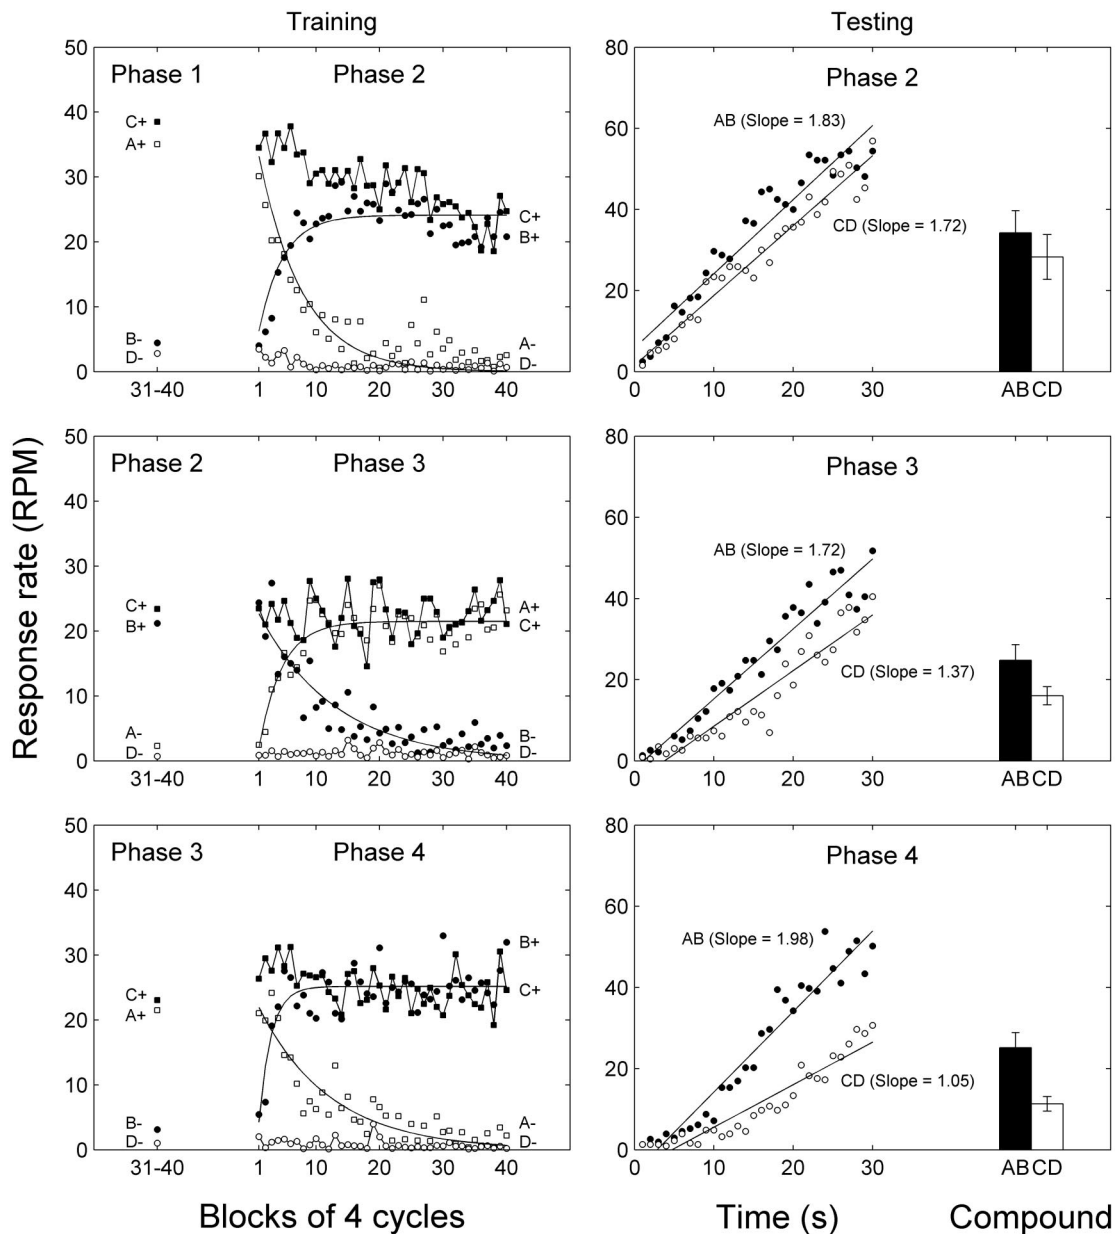 Training
Testing
50
40
30
20
10
0
Phase 1
Phase 2
C+
A+
B-
D-
C+
B+
A-
D-
31-40
1
10
20
30
40
80
60
40
20
0
Phase 2
AB (Slope = 1.83)
CD (Slope = 1.72)
0
10
20
30
AB
CD
Response rate (RPM)
50
40
30
20
10
0
Phase 2
Phase 3
C+
B+
A-
D-
A+
C+
B-
D-
31-40
1
10
20
30
40
80
60
40
20
0
Phase 3
AB (Slope = 1.72)
CD (Slope = 1.37)
0
10
20
30
AB
CD
50
40
30
20
10
0
Phase 3
Phase 4
C+
A+
B-
D-
B+
C+
A-
D-
31-40
1
10
20
30
40
80
60
40
20
0
Phase 4
AB (Slope = 1.98)
CD (Slope = 1.05)
0
10
20
30
AB
CD
Blocks of 4 cycles
Time (s)
Compound